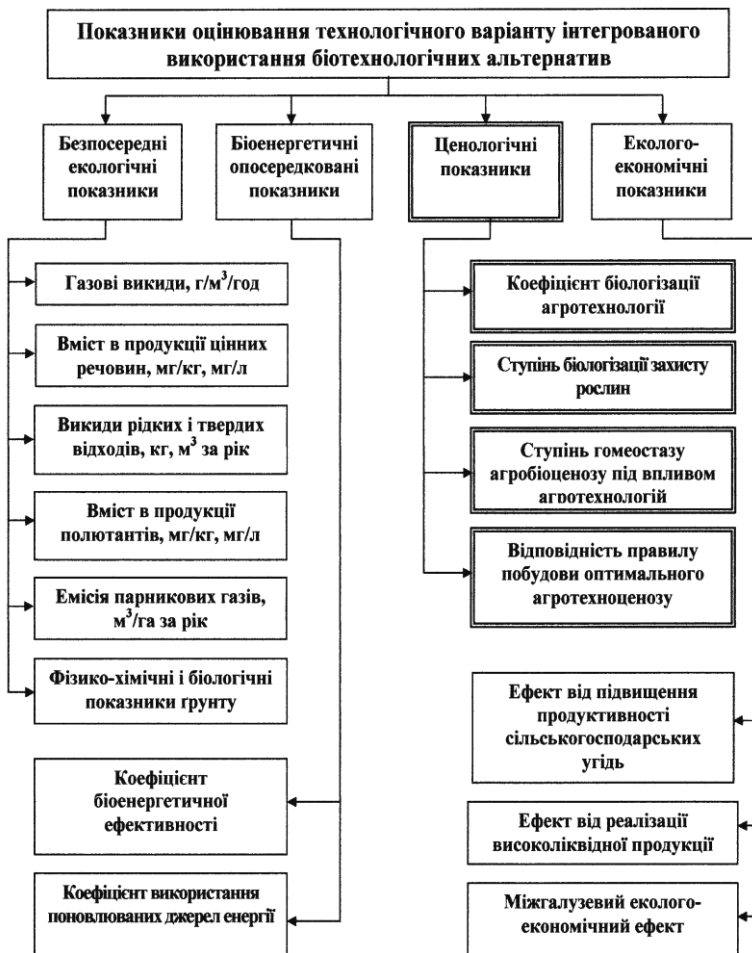 Показники оцінювання технологічного варіанту інтегрованого
використання біотехнологічних альтернатив
Безпосередні
екологічні
показники
Біоенергетичні
опосередковані
показники
Ценологічні
показники
Еколого-
економічні
показники
Газові викиди, г/м³/год
Вміст в продукції цінних
речовин, мг/кг, мг/л
Викиди рідких і твердих
відходів, кг, м³ за рік
Вміст в продукції
полютантів, мг/кг, мг/л
Емісія парникових газів,
м³/га за рік
Фізико-хімічні і біологічні
показники ґрунту
Коефіцієнт
біоенергетичної
ефективності
Коефіцієнт використання
поновлюваних джерел енергії
Коефіцієнт біологізації
агротехнології
Ступінь біологізації захисту
рослин
Ступінь гомеостазу
агробіоценозу під впливом
агротехнологій
Відповідність правилу
побудови оптимального
агротехноценозу
Ефект від підвищення
продуктивності
сільськогосподарських
угідь
Ефект від реалізації
високоліквідної продукції
Міжгалузевий еколого-
економічний ефект